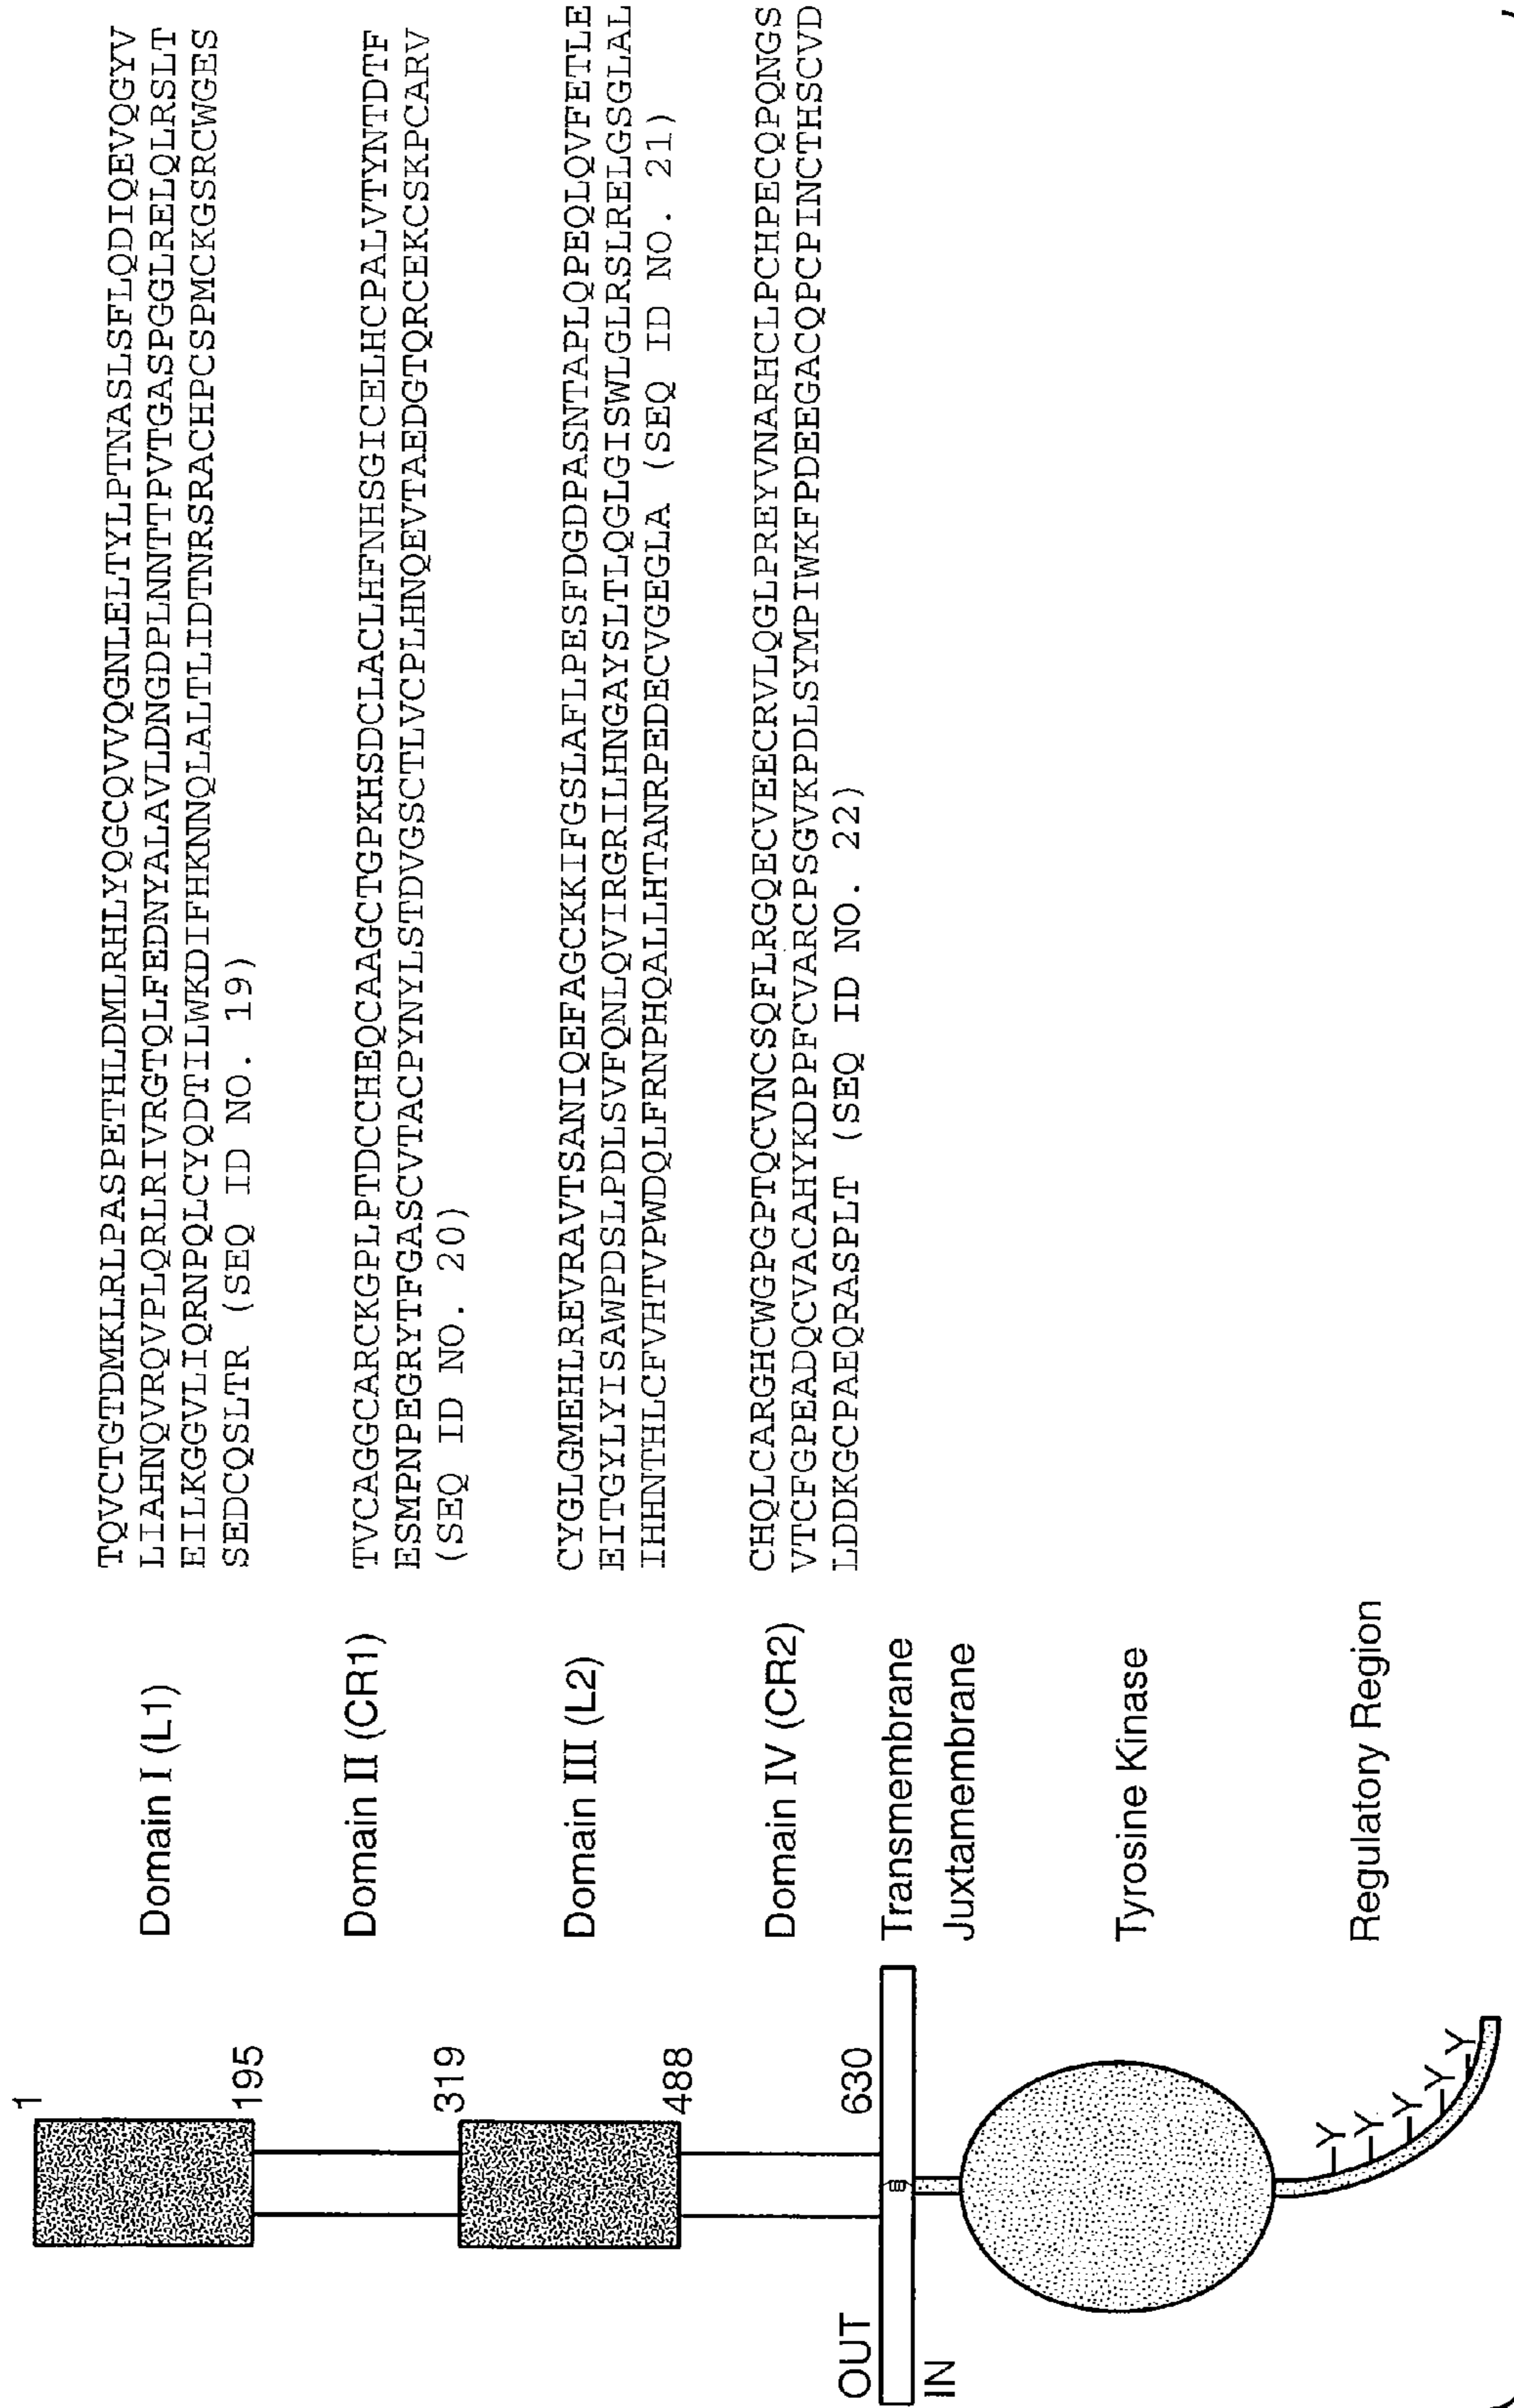 1
TQVCTGTDMKLRLPASPETHLDMLRHLYQGCQVVQGNLELTYLPTNASLSFLQDIQEVQGYV
Domain I (L1)
LIAHNQVRQVPLQRLRIVRGTQLFEDNYALAVLDNGDPLNNTTPVTGASPGGLRELQLRSLT
EILKGGVLIQRNPQLCYQDTILWKDIFHKNNQLALTLIDTNRSRACHPCSPMCKGSRCWGES
SEDCQSLTR (SEQ ID NO. 19)
195
TVCAGGCARCKGPLPTDCCHEQCAAGCTGPKHSDCLACLHFNHSGICELHCPALVTYNTDTF
Domain II (CR1)
ESMPNPEGRYTFGASCVTACPYNYLSTDVGSCTLVCPLHNQEVTAEDGTQRCEKCSKPCARV
(SEQ ID NO. 20)
319
CYGLGMEHLREVRAVTSANIQEFAGCKKIFGSLAFLPESFDGDPASNTAPLQPEQLQVFETLE
Domain III (L2)
EITGYLYISAWPDSLPDLSVFQNLQVIRGRILHNGAYSLTLQGLGISWLGLRSLRELGSGLAL
IHHNTHLCFVHTVPWDQLFRNPHQALLHTANRPEDECVGEGLA (SEQ ID NO. 21)
488
CHQLCARGHCWGPGPTQCVNCSQFLRGQECVEECRVLQGLPREYVNARHCLPCHPECQPQNGS
Domain IV (CR2)
VTCFGPEADQCVACAHYKDPPFCVARCPSGVKPDLSYMPIWKFPDEEGACQPCPINCTHSCVD
LDDKGCPAEQRASPLT (SEQ ID NO. 22)
630
OUT
Transmembrane
IN
Juxtamembrane
Tyrosine Kinase
Y
Y
Regulatory Region
Y
Y
Y